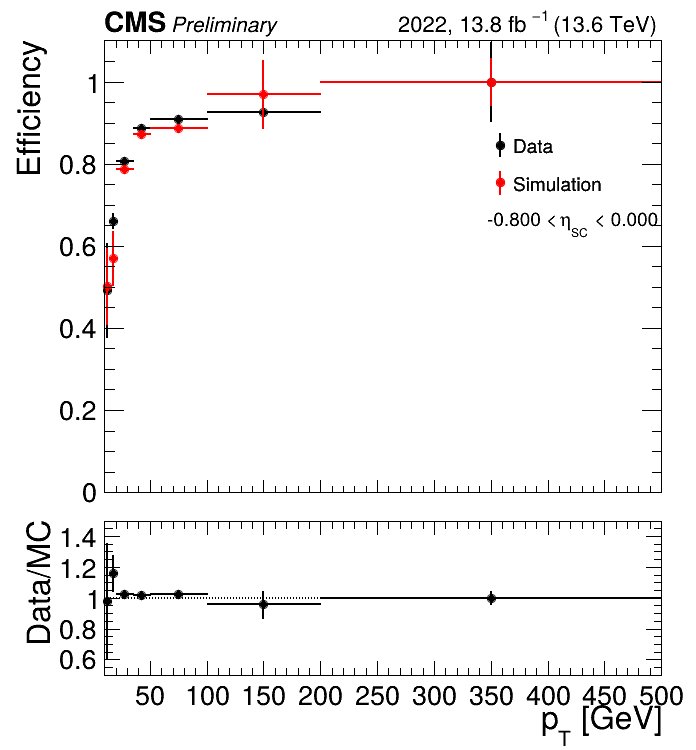 CMS Preliminary 2022, 13.8 fb⁻¹ (13.6 TeV)
Efficiency
1
0.8
0.6
0.4
0.2
0
Data
Simulation
-0.800 < η_SC < 0.000
Data/MC
1.4
1.2
1
0.8
0.6
50 100 150 200 250 300 350 400 450 500
p_T [GeV]